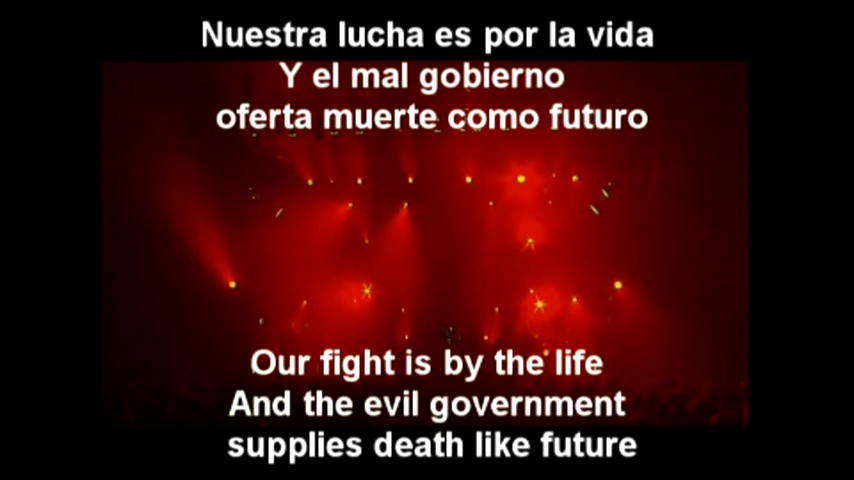 Nuestra lucha es por la vida
Y el mal gobierno
oferta muerte como futuro
Our fight is by the life
And the evil government
supplies death like future